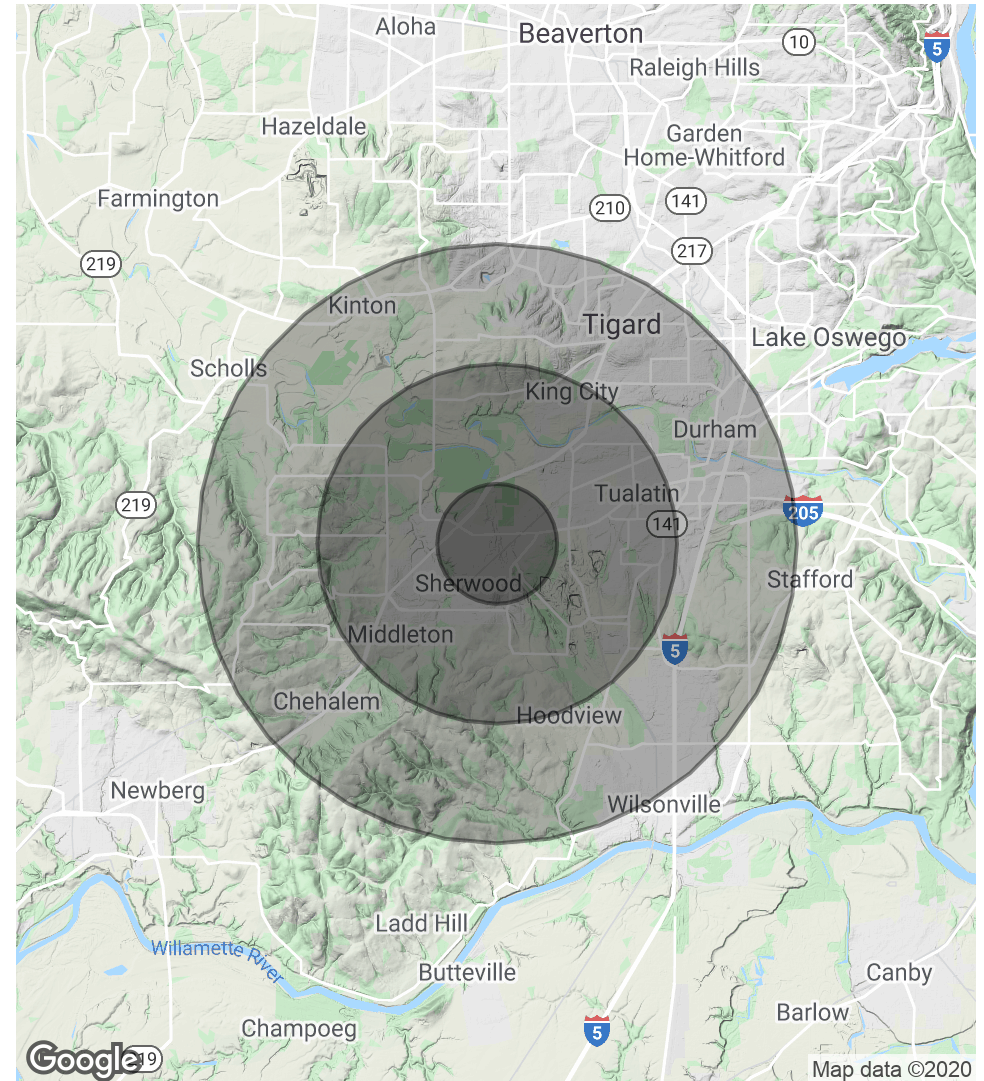 Aloha
Beaverton
10
5
Raleigh Hills
Hazeldale
Garden
Home-Whitford
Farmington
210
141
217
219
Kinton
Tigard
Lake Oswego
Scholls
King City
Durham
219
Tualatin
141
205
Sherwood
Stafford
Middleton
5
Chehalem
Hoodview
Newberg
Wilsonville
Ladd Hill
Willamette River
Butteville
Canby
Barlow
Champoeg
5
Google
219
Map data ©2020